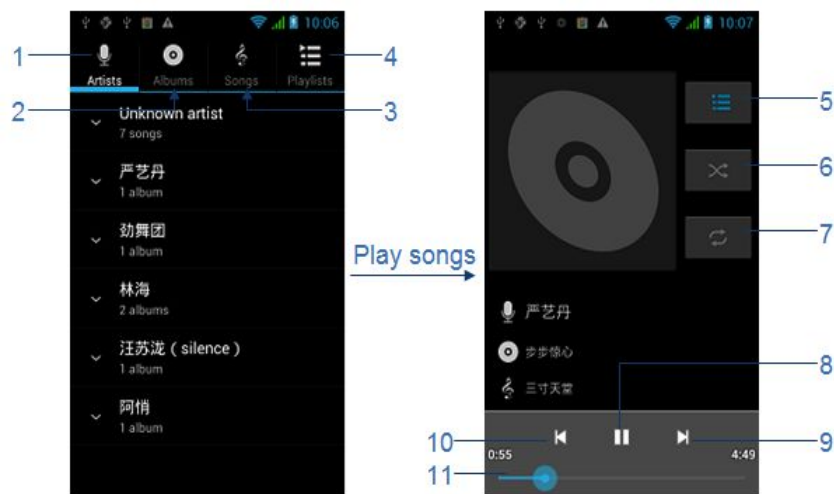 10:06
1
4
Artists
Albums
Songs
Playlists
2
3
Unknown artist
7 songs
严艺丹
1 album
劲舞团
1 album
林海
2 albums
汪苏泷 ( silence )
1 album
阿悄
1 album
Play songs
10:07
5
6
7
严艺丹
步步惊心
三寸天堂
8
9
10
0:55
4:49
11